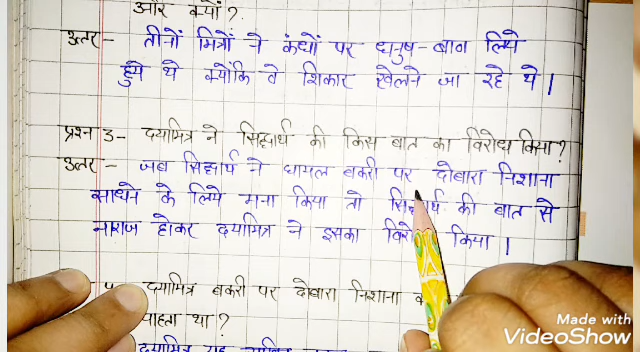 और क्यों?
उत्तर- तीनों मित्रों ने कंधों पर धनुष-बाण लिये
हुये थे क्योंकि वे शिकार खेलने जा रहे थे।
प्रश्न 3- दयामित्र ने सिद्धार्थ की किस बात का विरोध किया?
उत्तर- जब सिद्धार्थ ने घायल बकरी पर दोबारा निशाना
साधने के लिये मना किया तो सिद्धार्थ की बात से
नाराज होकर दयामित्र ने इसका विरो किया।
दयामित्र बकरी पर दोबारा निशाना
चाहता था?
दयामित्र
Made with
VideoShow